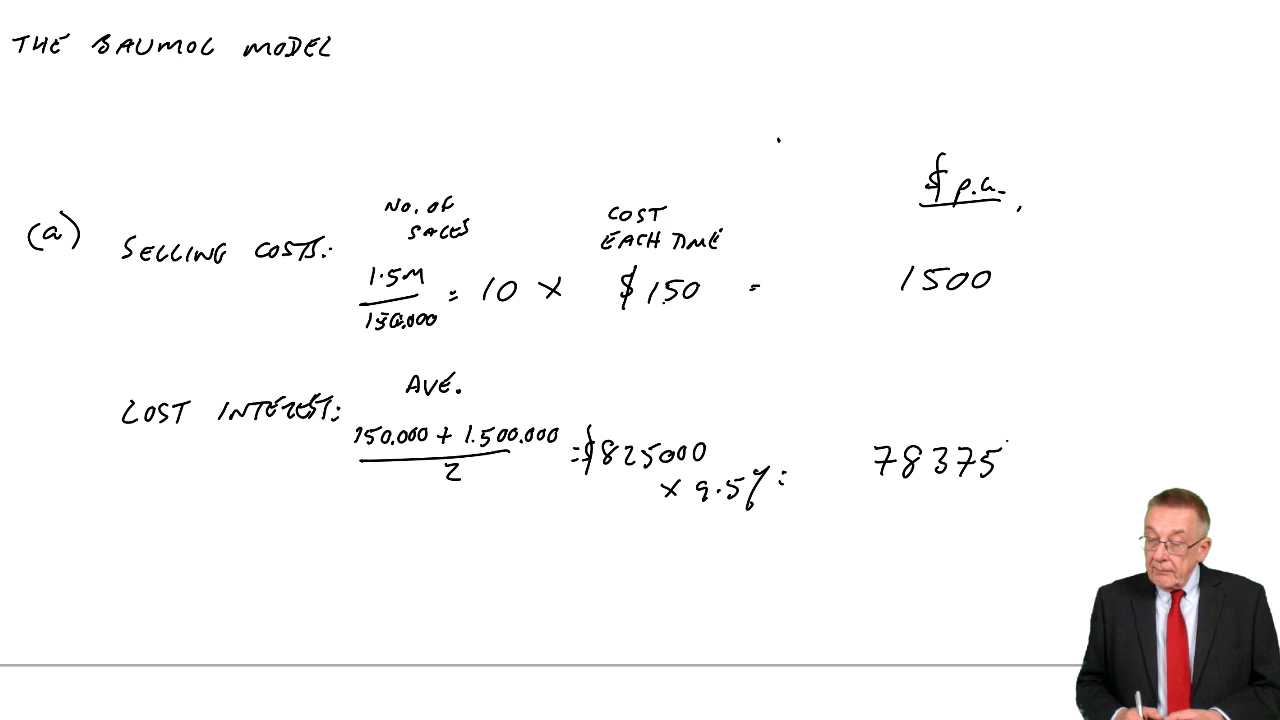 THE BAUMOL MODEL
$ p.a.
(a) SELLING COSTS:
NO. OF
SALES
COST
EACH TIME
1.5M
150.000
= 10 × $150 = 1500
LOST INTEREST:
AVE.
150.000 + 1.500.000
2
= $825000
× 9.5% = 78375